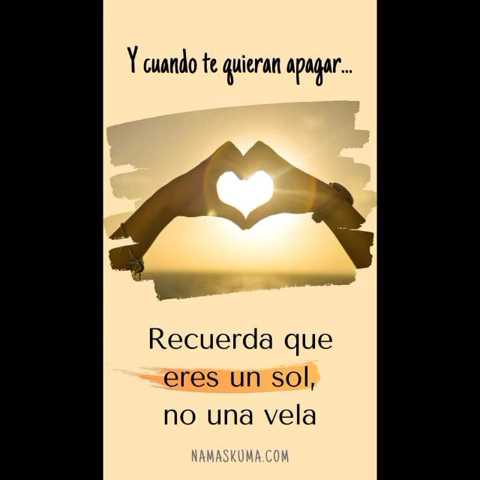 Y cuando te quieran apagar...
Recuerda que
eres un sol,
no una vela
NAMASKUMA.COM